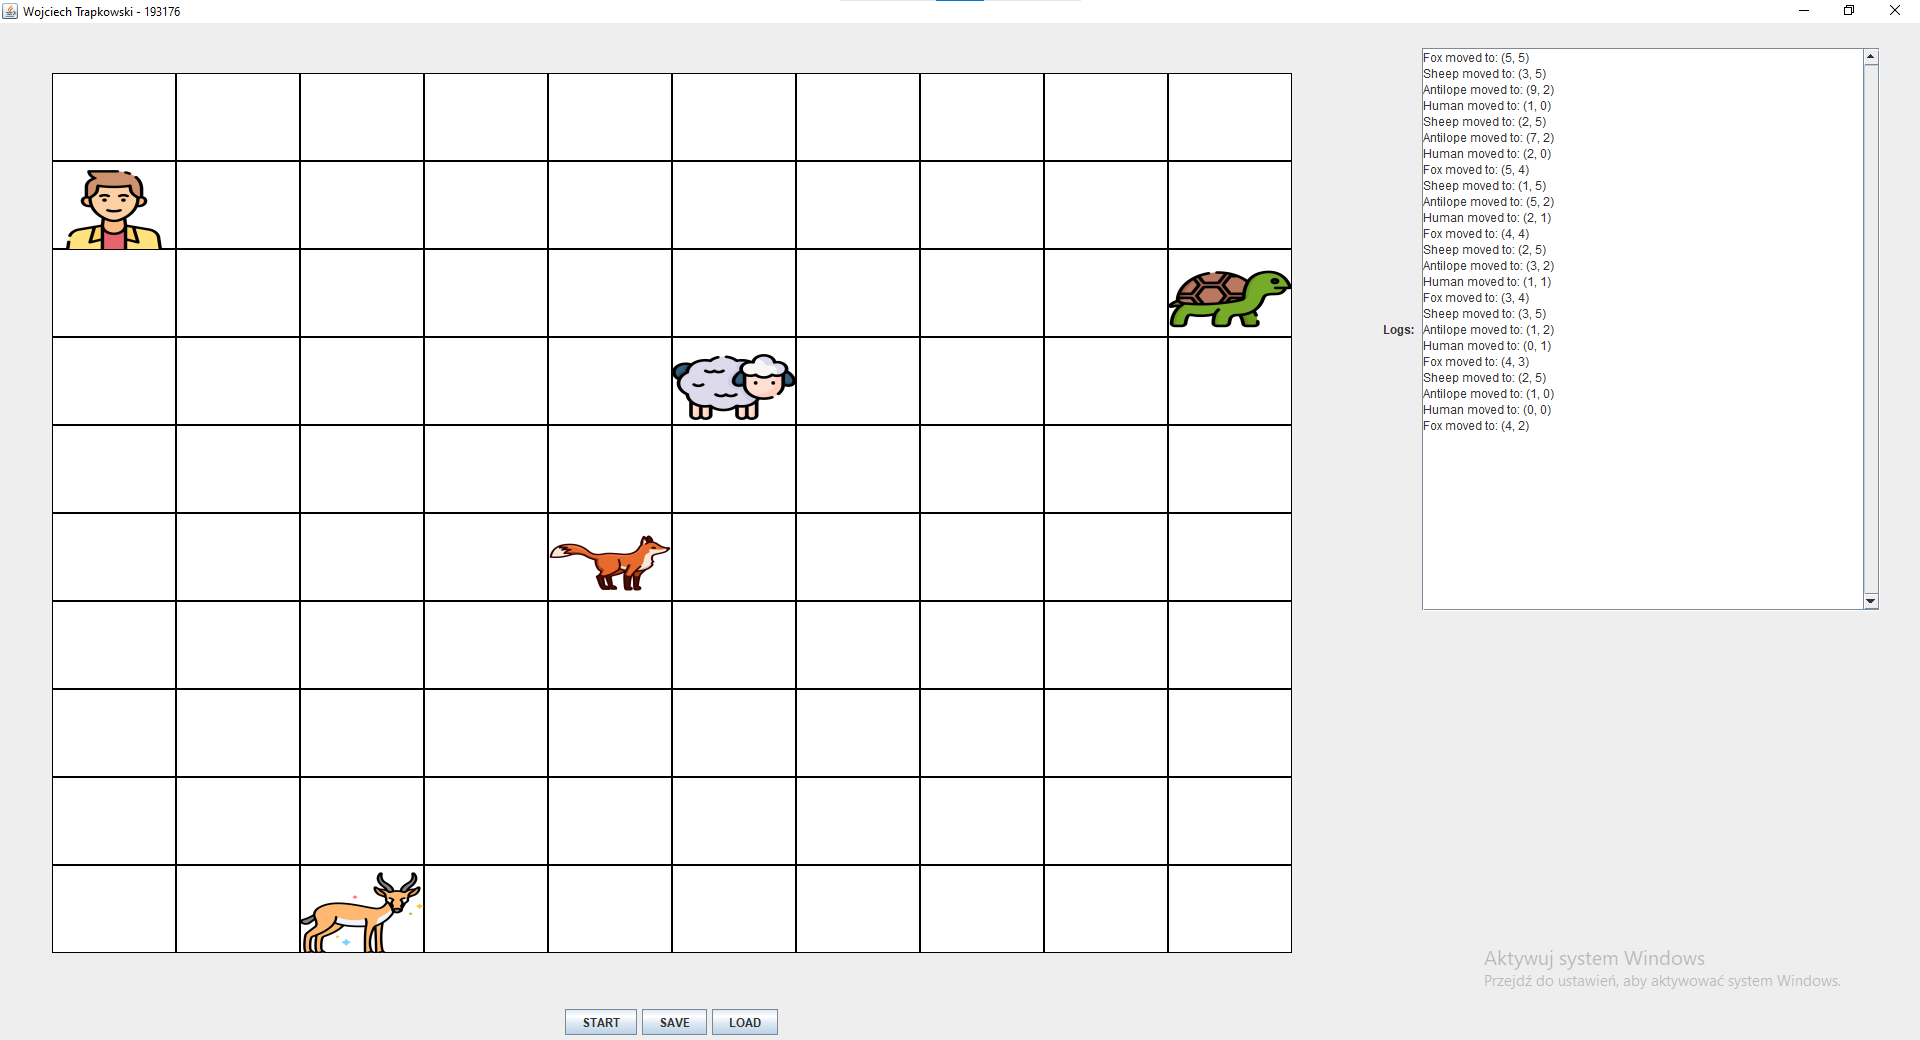 Wojciech Trapkowski - 193176
Fox moved to: (5, 5)
Sheep moved to: (3, 5)
Antilope moved to: (9, 2)
Human moved to: (1, 0)
Sheep moved to: (2, 5)
Antilope moved to: (7, 2)
Human moved to: (2, 0)
Fox moved to: (5, 4)
Sheep moved to: (1, 5)
Antilope moved to: (5, 2)
Human moved to: (2, 1)
Fox moved to: (4, 4)
Sheep moved to: (2, 5)
Antilope moved to: (3, 2)
Human moved to: (1, 1)
Fox moved to: (3, 4)
Sheep moved to: (3, 5)
Logs:
Antilope moved to: (1, 2)
Human moved to: (0, 1)
Fox moved to: (4, 3)
Sheep moved to: (2, 5)
Antilope moved to: (1, 0)
Human moved to: (0, 0)
Fox moved to: (4, 2)
Aktywuj system Windows
Przejdź do ustawień, aby aktywować system Windows.
START
SAVE
LOAD